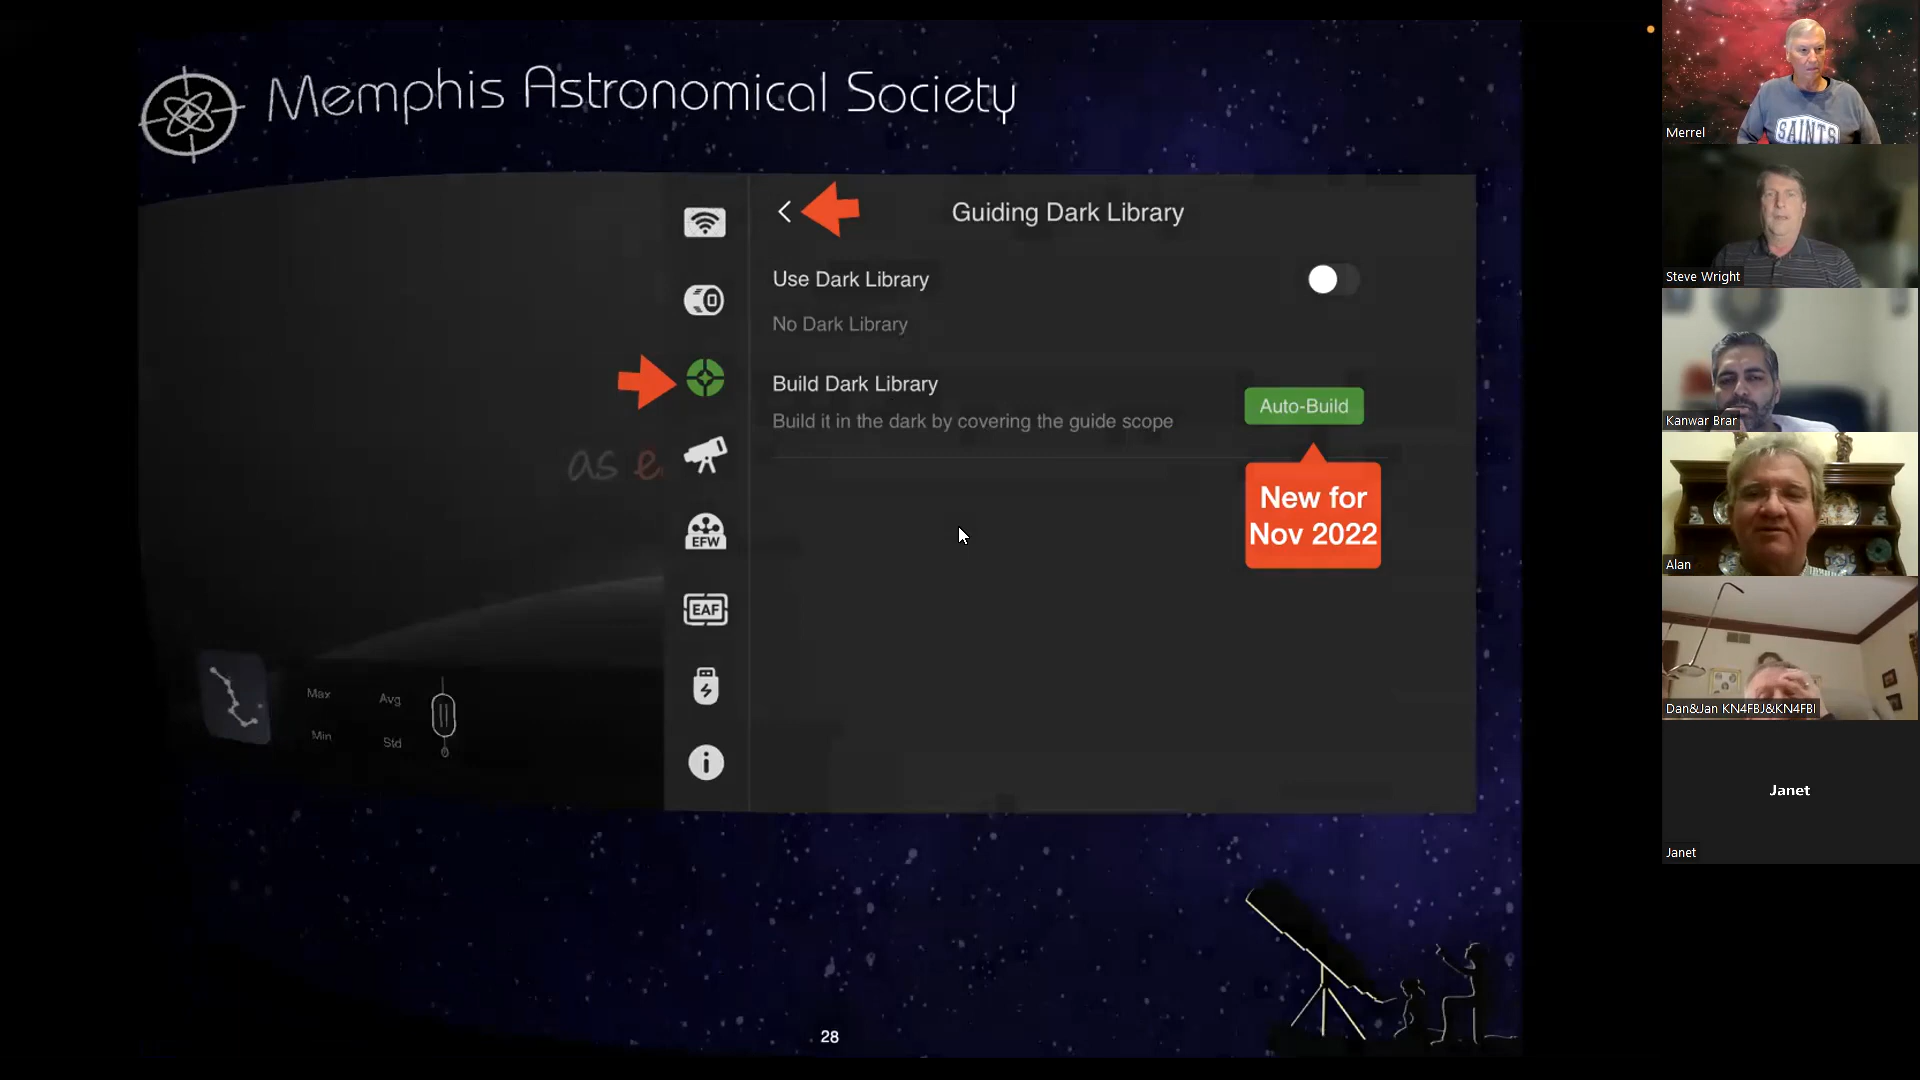 Memphis Astronomical Society
Guiding Dark Library
Use Dark Library
No Dark Library
Build Dark Library
Build it in the dark by covering the guide scope
Auto-Build
New for
Nov 2022
as e
EFW
EAF
Max
Avg
Min
Std
28
SAINTS
Merrel
Steve Wright
Kanwar Brar
Alan
Dan&Jan KN4FBJ&KN4FBI
Janet
Janet